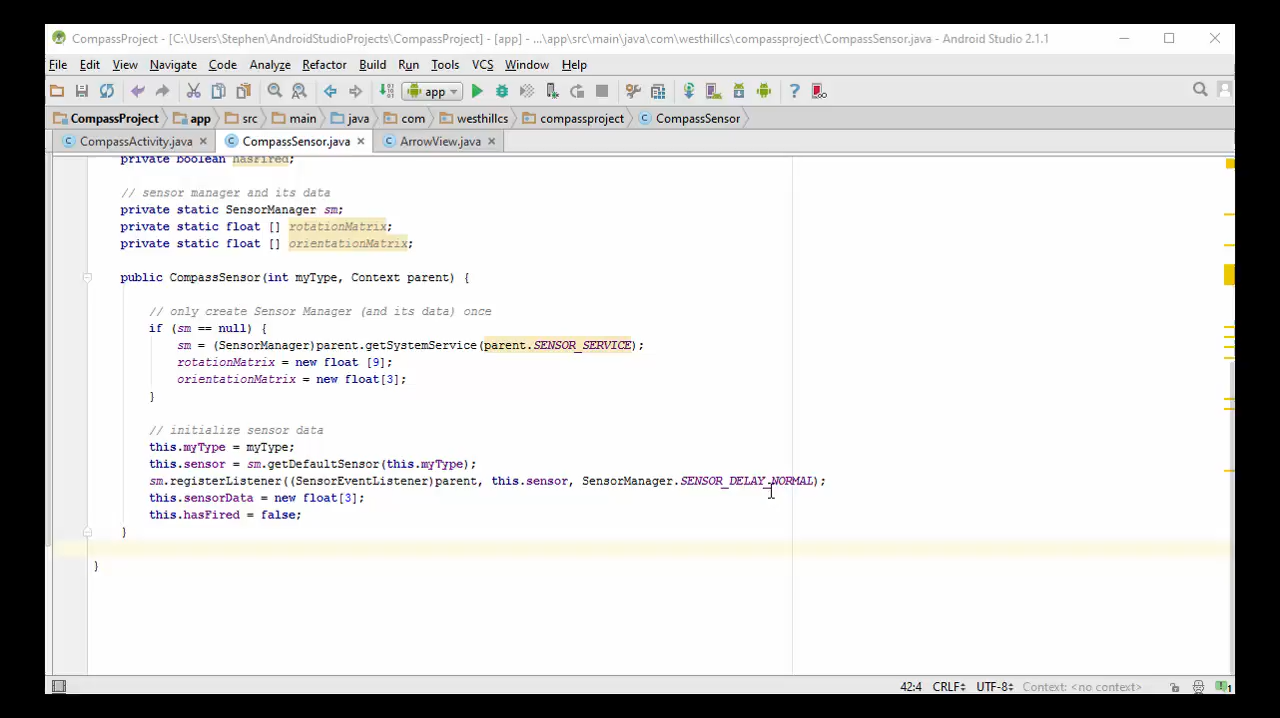 CompassProject - [C:\Users\Stephen\AndroidStudioProjects\CompassProject] - [app] - ...\app\src\main\java\com\westhillcs\compassproject\CompassSensor.java - Android Studio 2.1.1
File Edit View Navigate Code Analyze Refactor Build Run Tools VCS Window Help
app
CompassProject app src main java com westhillcs compassproject CompassSensor
CompassActivity.java CompassSensor.java ArrowView.java
private boolean hasFired;
// sensor manager and its data
private static SensorManager sm;
private static float [] rotationMatrix;
private static float [] orientationMatrix;
public CompassSensor(int myType, Context parent) {
// only create Sensor Manager (and its data) once
if (sm == null) {
sm = (SensorManager)parent.getSystemService(parent.SENSOR_SERVICE);
rotationMatrix = new float [9];
orientationMatrix = new float[3];
}
// initialize sensor data
this.myType = myType;
this.sensor = sm.getDefaultSensor(this.myType);
sm.registerListener((SensorEventListener)parent, this.sensor, SensorManager.SENSOR_DELAY_NORMAL);
this.sensorData = new float[3];
this.hasFired = false;
}
}
42:4 CRLF UTF-8 Context: <no context> 1